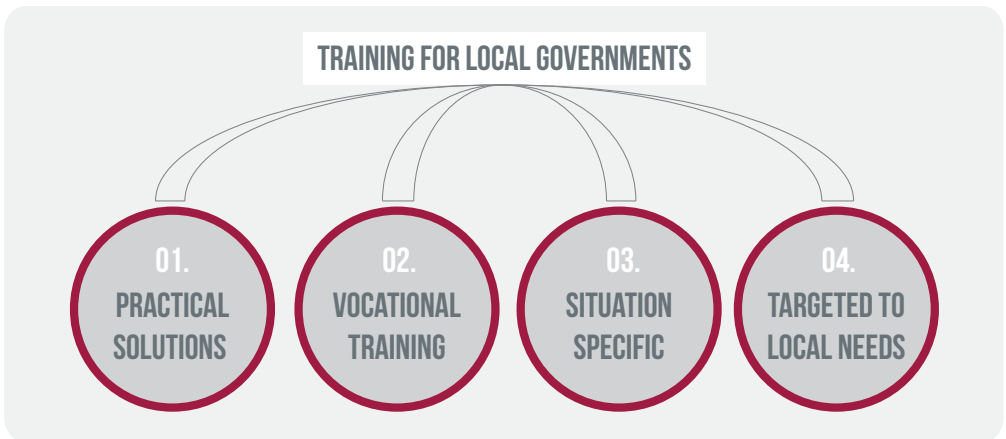 TRAINING FOR LOCAL GOVERNMENTS
01.
PRACTICAL
SOLUTIONS
02.
VOCATIONAL
TRAINING
03.
SITUATION
SPECIFIC
04.
TARGETED TO
LOCAL NEEDS